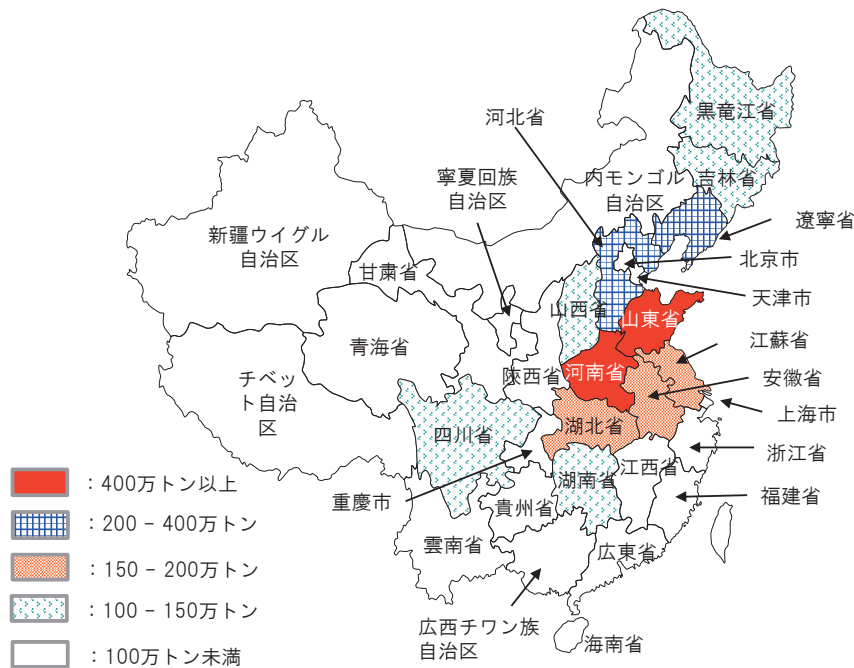 黒竜江省
河北省
吉林省
寧夏回族
自治区
内モンゴル
自治区
遼寧省
新疆ウイグル
自治区
北京市
甘粛省
天津市
山西省
山東省
青海省
江蘇省
陝西省
河南省
安徽省
チベッ
ト自治
区
上海市
四川省
湖北省
浙江省
江西省
湖南省
：400万トン以上
重慶市
福建省
貴州省
：200－400万トン
雲南省
広東省
：150－200万トン
：100－150万トン
広西チワン族
自治区
海南省
：100万トン未満